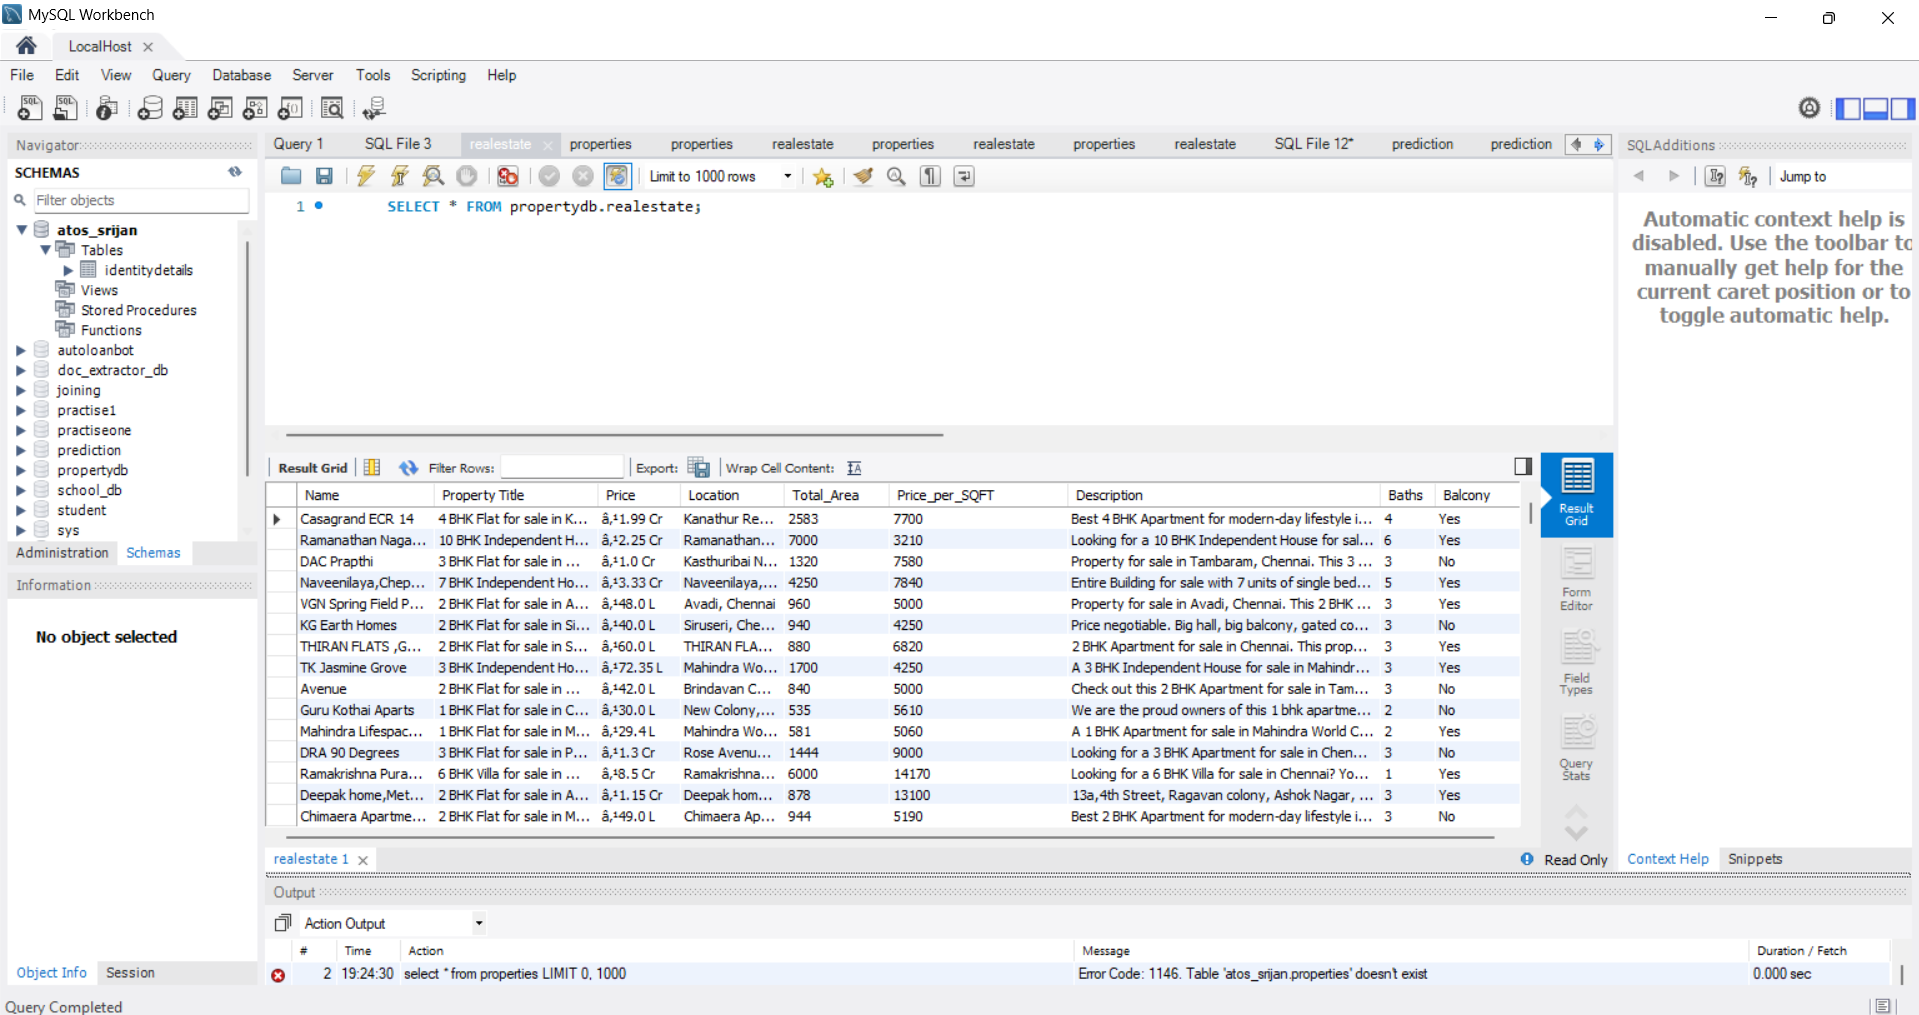 MySQL Workbench
LocalHost
File Edit View Query Database Server Tools Scripting Help
Navigator
SCHEMAS
Filter objects
atos_srijan
Tables
identitydetails
Views
Stored Procedures
Functions
autoloanbot
doc_extractor_db
joining
practise1
practiseone
prediction
propertydb
school_db
student
sys
Administration Schemas
Information
No object selected
Object Info Session
Query Completed
Query 1 SQL File 3 realestate properties properties realestate properties realestate properties realestate SQL File 12* prediction prediction
Limit to 1000 rows
1 SELECT * FROM propertydb.realestate;
Result Grid Filter Rows: Export: Wrap Cell Content:
Name Property Title Price Location Total_Area Price_per_SQFT Description Baths Balcony
Casagrand ECR 14 4 BHK Flat for sale in K... â‚¹1.99 Cr Kanathur Re... 2583 7700 Best 4 BHK Apartment for modern-day lifestyle i... 4 Yes
Ramanathan Naga... 10 BHK Independent H... â‚¹2.25 Cr Ramanathan... 7000 3210 Looking for a 10 BHK Independent House for sal... 6 Yes
DAC Prapthi 3 BHK Flat for sale in ... â‚¹1.0 Cr Kasthuribai N... 1320 7580 Property for sale in Tambaram, Chennai. This 3 ... 3 No
Naveenilaya,Chep... 7 BHK Independent Ho... â‚¹3.33 Cr Naveenilaya,... 4250 7840 Entire Building for sale with 7 units of single bed... 5 Yes
VGN Spring Field P... 2 BHK Flat for sale in A... â‚¹48.0 L Avadi, Chennai 960 5000 Property for sale in Avadi, Chennai. This 2 BHK ... 3 Yes
KG Earth Homes 2 BHK Flat for sale in Si... â‚¹40.0 L Siruseri, Che... 940 4250 Price negotiable. Big hall, big balcony, gated co... 3 No
THIRAN FLATS ,G... 2 BHK Flat for sale in S... â‚¹60.0 L THIRAN FLA... 880 6820 2 BHK Apartment for sale in Chennai. This prop... 3 Yes
TK Jasmine Grove 3 BHK Independent Ho... â‚¹72.35 L Mahindra Wo... 1700 4250 A 3 BHK Independent House for sale in Mahindr... 3 Yes
Avenue 2 BHK Flat for sale in ... â‚¹42.0 L Brindavan C... 840 5000 Check out this 2 BHK Apartment for sale in Tam... 3 No
Guru Kothai Aparts 1 BHK Flat for sale in C... â‚¹30.0 L New Colony,... 535 5610 We are the proud owners of this 1 bhk apartme... 2 No
Mahindra Lifespac... 1 BHK Flat for sale in M... â‚¹29.4 L Mahindra Wo... 581 5060 A 1 BHK Apartment for sale in Mahindra World C... 2 Yes
DRA 90 Degrees 3 BHK Flat for sale in P... â‚¹1.3 Cr Rose Avenu... 1444 9000 Looking for a 3 BHK Apartment for sale in Chen... 3 No
Ramakrishna Pura... 6 BHK Villa for sale in ... â‚¹8.5 Cr Ramakrishna... 6000 14170 Looking for a 6 BHK Villa for sale in Chennai? Yo... 1 Yes
Deepak home,Met... 2 BHK Flat for sale in A... â‚¹1.15 Cr Deepak hom... 878 13100 13a,4th Street, Ragavan colony, Ashok Nagar, ... 3 Yes
Chimaera Apartme... 2 BHK Flat for sale in M... â‚¹49.0 L Chimaera Ap... 944 5190 Best 2 BHK Apartment for modern-day lifestyle i... 3 No
Result
Grid
Form
Editor
Field
Types
Query
Stats
realestate 1
Read Only
SQLAdditions
Jump to
Automatic context help is
disabled. Use the toolbar to
manually get help for the
current caret position or to
toggle automatic help.
Context Help Snippets
Output
Action Output
# Time Action Message Duration / Fetch
2 19:24:30 select * from properties LIMIT 0, 1000 Error Code: 1146. Table 'atos_srijan.properties' doesn't exist 0.000 sec